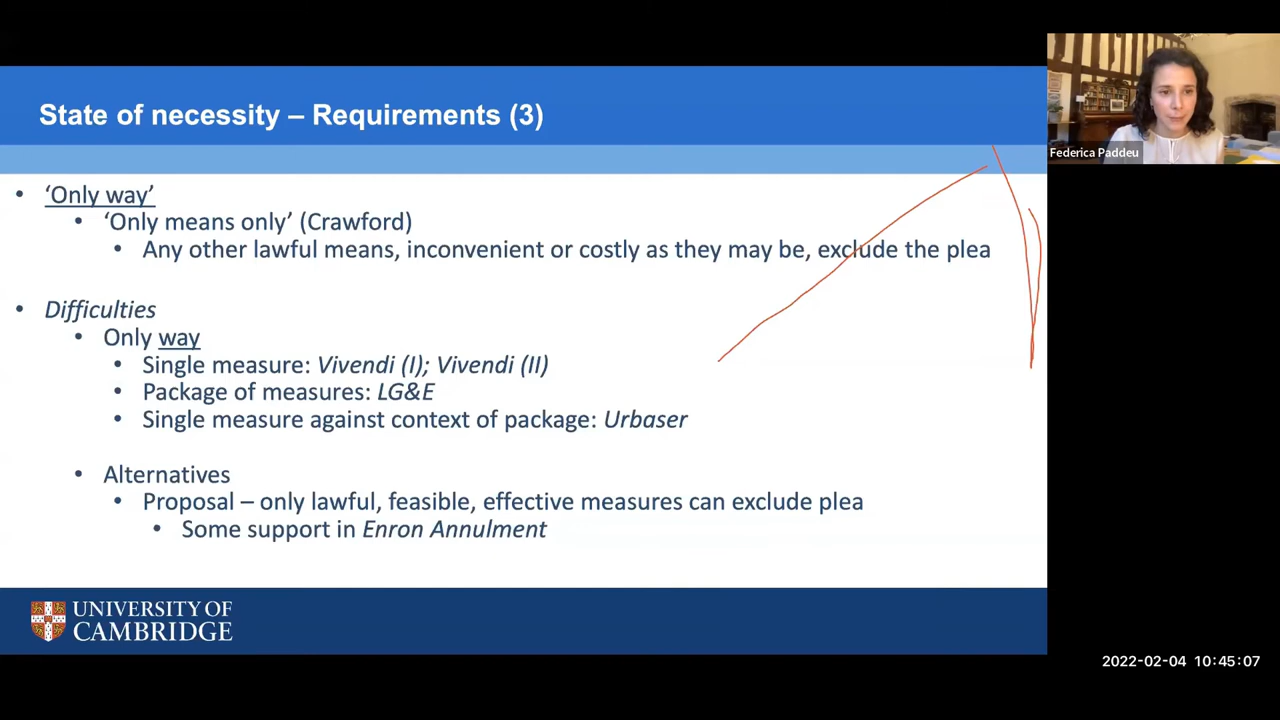 State of necessity – Requirements (3)
Federica Paddeu
• ‘Only way’
• ‘Only means only’ (Crawford)
• Any other lawful means, inconvenient or costly as they may be, exclude the plea
• Difficulties
• Only way
• Single measure: Vivendi (I); Vivendi (II)
• Package of measures: LG&E
• Single measure against context of package: Urbaser
• Alternatives
• Proposal – only lawful, feasible, effective measures can exclude plea
• Some support in Enron Annulment
UNIVERSITY OF
CAMBRIDGE
2022-02-04 10:45:07